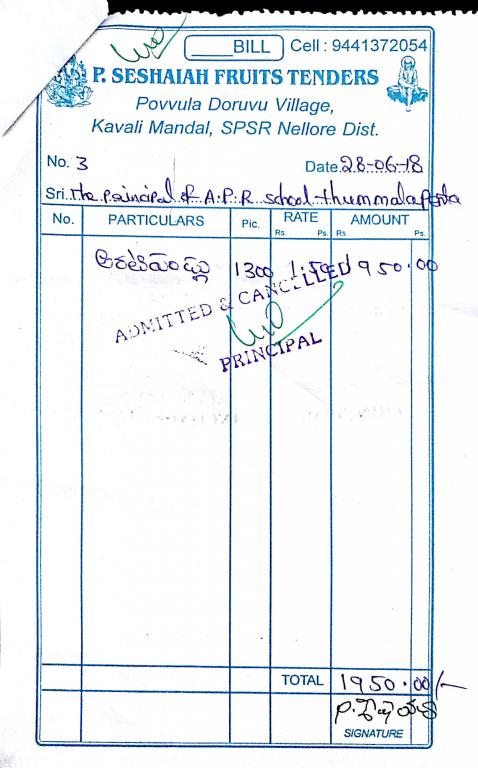 BILL Cell : 9441372054
P. SESHAIAH FRUITS TENDERS
Povvula Doruvu Village,
Kavali Mandal, SPSR Nellore Dist.
No. 3 Date 28-06-18
Sri. The principal of A.P.R school-thummalapenta
No. PARTICULARS Pic. RATE AMOUNT
Rs. Ps. Rs. Ps.
అరటిపండ్లు 1300 1.50 1950.00
ADMITTED & CANCELLED
PRINCIPAL
TOTAL 1950.00/-
SIGNATURE